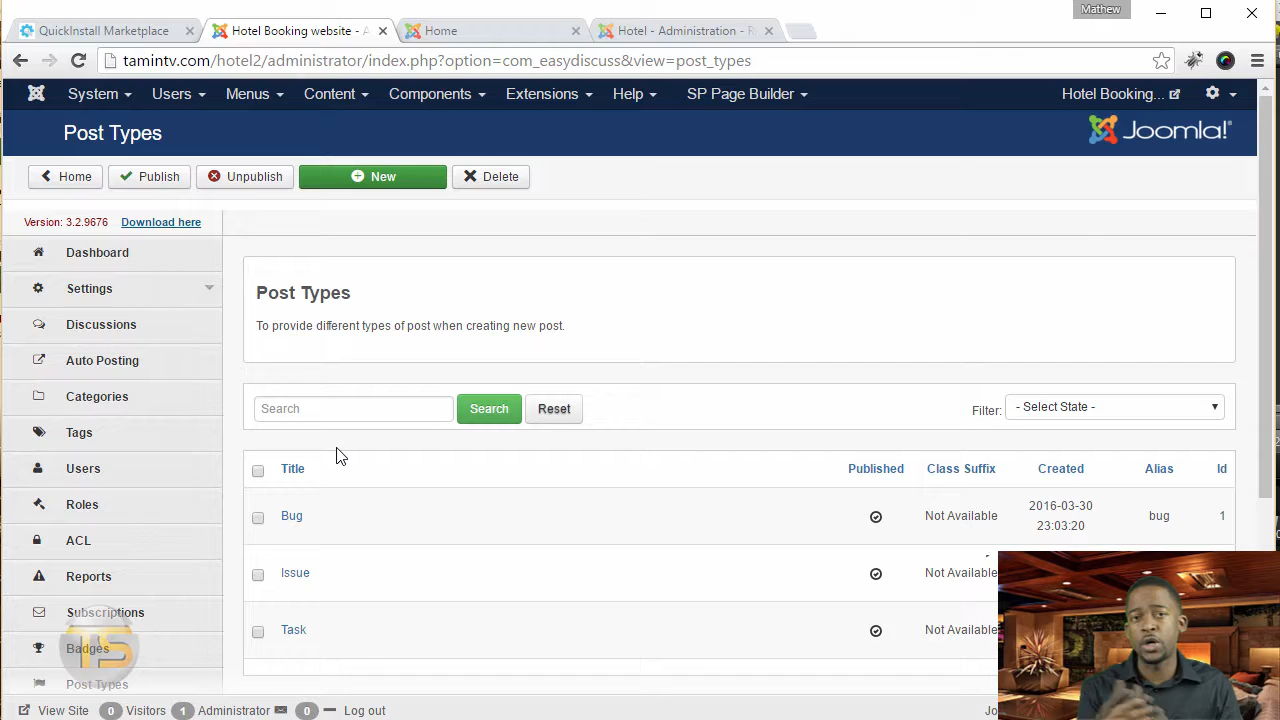 Mathew
QuickInstall Marketplace
Hotel Booking website - A
Home
Hotel - Administration - R
tamintv.com/hotel2/administrator/index.php?option=com_easydiscuss&view=post_types
System Users Menus Content Components Extensions Help SP Page Builder Hotel Booking...
Post Types
Joomla!
Home Publish Unpublish New Delete
Version: 3.2.9676 Download here
Dashboard
Settings
Discussions
Auto Posting
Categories
Tags
Users
Roles
ACL
Reports
Subscriptions
Badges
Post Types
Post Types
To provide different types of post when creating new post.
Search Search Reset Filter: - Select State -
Title Published Class Suffix Created Alias Id
Bug Not Available 2016-03-30 23:03:20 bug 1
Issue Not Available
Task Not Available
TS
View Site 0 Visitors 1 Administrator 0 Log out Jo